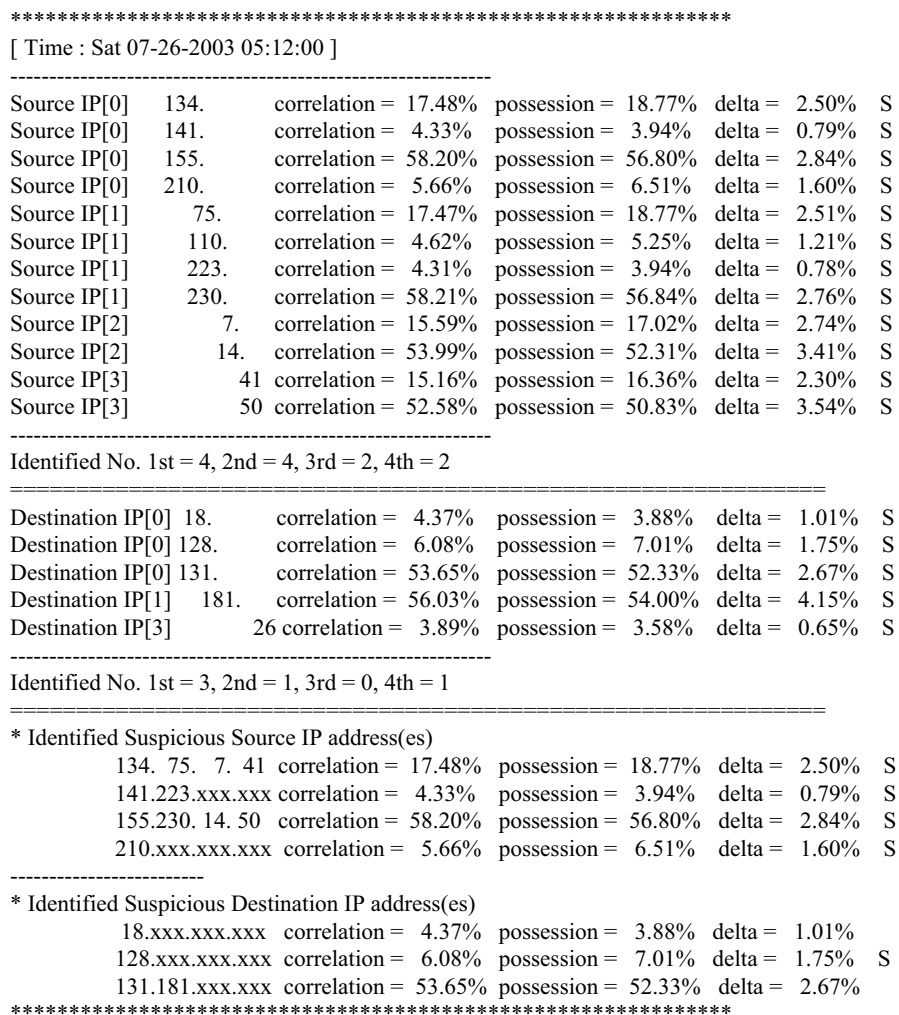 *************************************************************
[ Time : Sat 07-26-2003 05:12:00 ]
--------------------------------------------------------------
Source IP[0] 134. correlation = 17.48% possession = 18.77% delta = 2.50% S
Source IP[0] 141. correlation = 4.33% possession = 3.94% delta = 0.79% S
Source IP[0] 155. correlation = 58.20% possession = 56.80% delta = 2.84% S
Source IP[0] 210. correlation = 5.66% possession = 6.51% delta = 1.60% S
Source IP[1] 75. correlation = 17.47% possession = 18.77% delta = 2.51% S
Source IP[1] 110. correlation = 4.62% possession = 5.25% delta = 1.21% S
Source IP[1] 223. correlation = 4.31% possession = 3.94% delta = 0.78% S
Source IP[1] 230. correlation = 58.21% possession = 56.84% delta = 2.76% S
Source IP[2] 7. correlation = 15.59% possession = 17.02% delta = 2.74% S
Source IP[2] 14. correlation = 53.99% possession = 52.31% delta = 3.41% S
Source IP[3] 41 correlation = 15.16% possession = 16.36% delta = 2.30% S
Source IP[3] 50 correlation = 52.58% possession = 50.83% delta = 3.54% S
--------------------------------------------------------------
Identified No. 1st = 4, 2nd = 4, 3rd = 2, 4th = 2
==============================================================
Destination IP[0] 18. correlation = 4.37% possession = 3.88% delta = 1.01% S
Destination IP[0] 128. correlation = 6.08% possession = 7.01% delta = 1.75% S
Destination IP[0] 131. correlation = 53.65% possession = 52.33% delta = 2.67% S
Destination IP[1] 181. correlation = 56.03% possession = 54.00% delta = 4.15% S
Destination IP[3] 26 correlation = 3.89% possession = 3.58% delta = 0.65% S
--------------------------------------------------------------
Identified No. 1st = 3, 2nd = 1, 3rd = 0, 4th = 1
==============================================================
* Identified Suspicious Source IP address(es)
134. 75. 7. 41 correlation = 17.48% possession = 18.77% delta = 2.50% S
141.223.xxx.xxx correlation = 4.33% possession = 3.94% delta = 0.79% S
155.230. 14. 50 correlation = 58.20% possession = 56.80% delta = 2.84% S
210.xxx.xxx.xxx correlation = 5.66% possession = 6.51% delta = 1.60% S
-------------------------
* Identified Suspicious Destination IP address(es)
18.xxx.xxx.xxx correlation = 4.37% possession = 3.88% delta = 1.01%
128.xxx.xxx.xxx correlation = 6.08% possession = 7.01% delta = 1.75% S
131.181.xxx.xxx correlation = 53.65% possession = 52.33% delta = 2.67%
*************************************************************